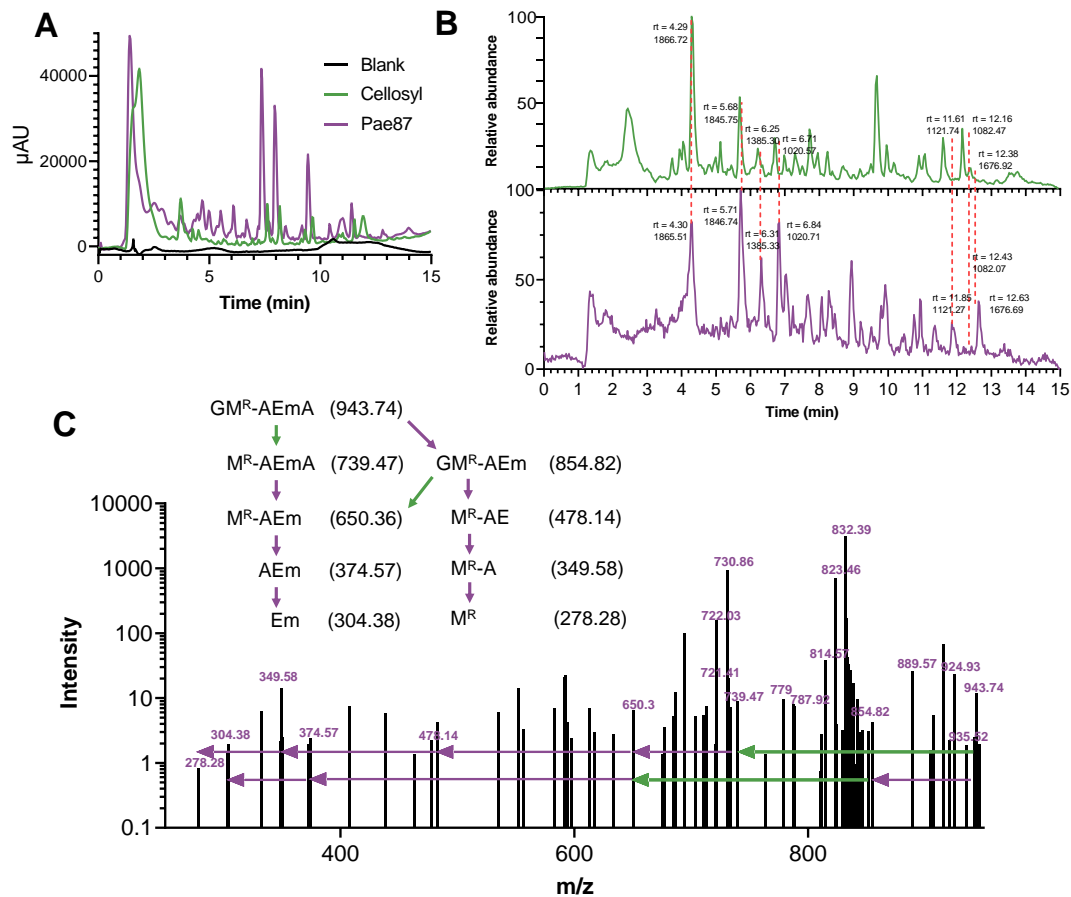 A
Blank
Cellosyl
Pae87
40000
20000
0
µAU
0
5
10
15
Time (min)
B
100
50
100
50
0
Relative abundance
Relative abundance
rt = 4.29
1866.72
rt = 5.68
1845.75
rt = 6.25
1385.30
rt = 6.71
1020.57
rt = 11.61
1121.74
rt = 12.16
1082.47
rt = 12.38
1676.92
rt = 4.30
1865.51
rt = 5.71
1846.74
rt = 6.31
1385.33
rt = 6.84
1020.71
rt = 11.85
1121.27
rt = 12.43
1082.07
rt = 12.63
1676.69
0 1 2 3 4 5 6 7 8 9 10 11 12 13 14 15
Time (min)
C
GMᴿ-AEmA (943.74)
Mᴿ-AEmA (739.47) GMᴿ-AEm (854.82)
Mᴿ-AEm (650.36) Mᴿ-AE (478.14)
AEm (374.57) Mᴿ-A (349.58)
Em (304.38) Mᴿ (278.28)
10000
1000
100
10
1
0.1
Intensity
278.28
304.38
349.58
374.57
478.14
650.3
721.41
722.03
730.86
739.47
779
787.92
814.57
823.46
832.39
854.82
889.57
924.93
935.62
943.74
400
600
800
m/z